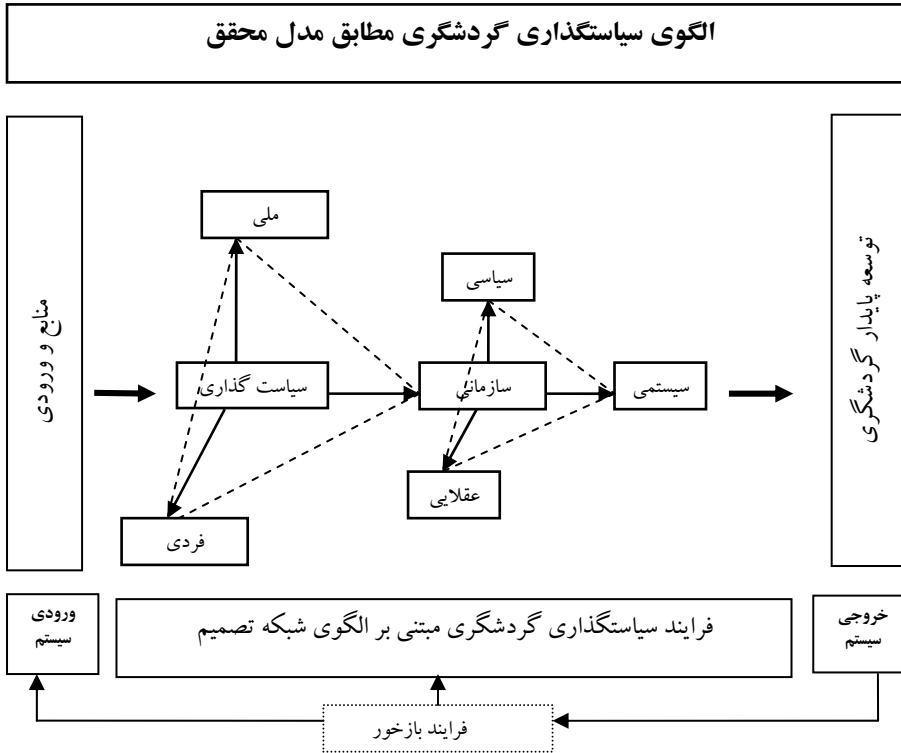 الگوی سیاستگذاری گردشگری مطابق مدل محقق
منابع و ورودی
ملی
سیاسی
سیاست گذاری
سازمانی
سیستمی
عقلایی
فردی
توسعه پایدار گردشگری
ورودی
سیستم
فرایند سیاستگذاری گردشگری مبتنی بر الگوی شبکه تصمیم
خروجی
سیستم
فرایند بازخور